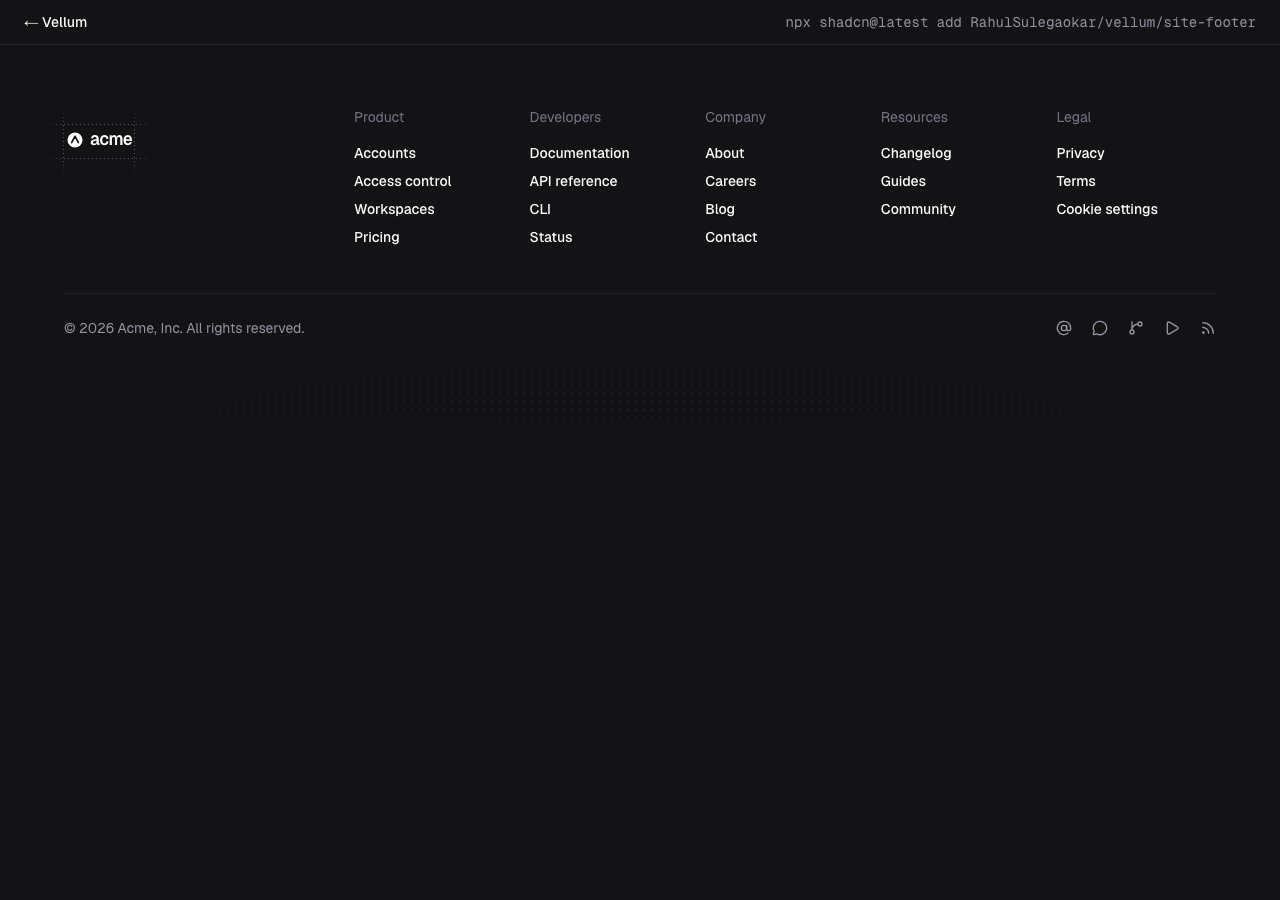 ← Vellum
npx shadcn@latest add RahulSulegaokar/vellum/site-footer
acme
Product
Accounts
Access control
Workspaces
Pricing
Developers
Documentation
API reference
CLI
Status
Company
About
Careers
Blog
Contact
Resources
Changelog
Guides
Community
Legal
Privacy
Terms
Cookie settings
© 2026 Acme, Inc. All rights reserved.